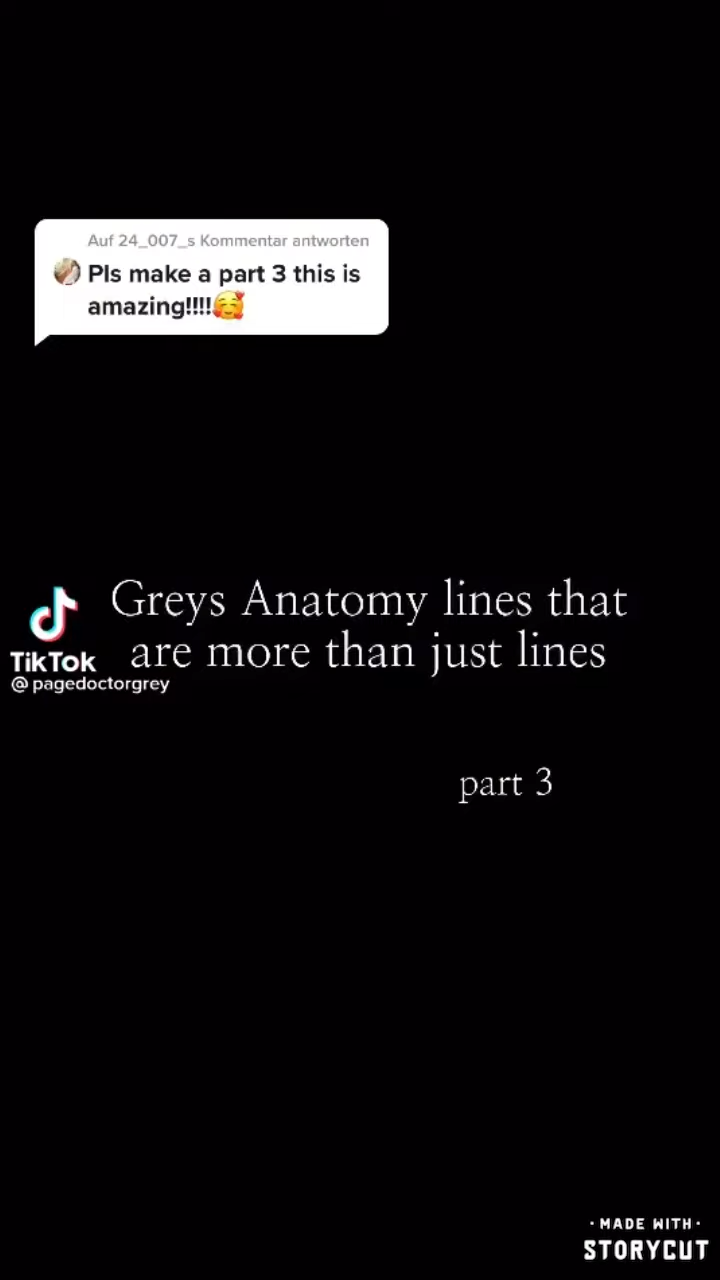 Auf 24_007_s Kommentar antworten
Pls make a part 3 this is
amazing!!!!🥰
Greys Anatomy lines that
are more than just lines
TikTok
@pagedoctorgrey
part 3
· MADE WITH ·
STORYCUT